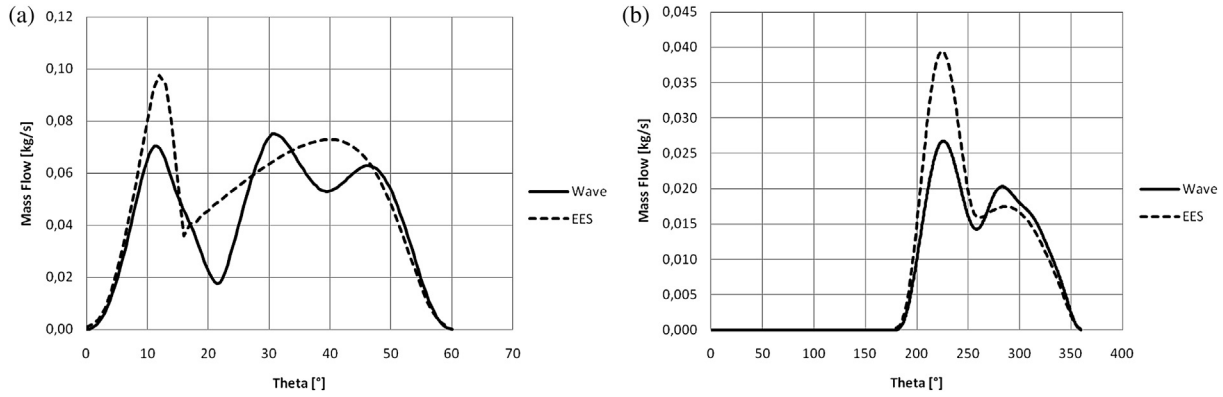 (a)
0,12
0,10
0,08
0,06
0,04
0,02
0,00
Mass Flow [kg/s]
0 10 20 30 40 50 60 70
Theta [°]
Wave
EES
(b)
0,045
0,040
0,035
0,030
0,025
0,020
0,015
0,010
0,005
0,000
Mass Flow [kg/s]
0 50 100 150 200 250 300 350 400
Theta [°]
Wave
EES